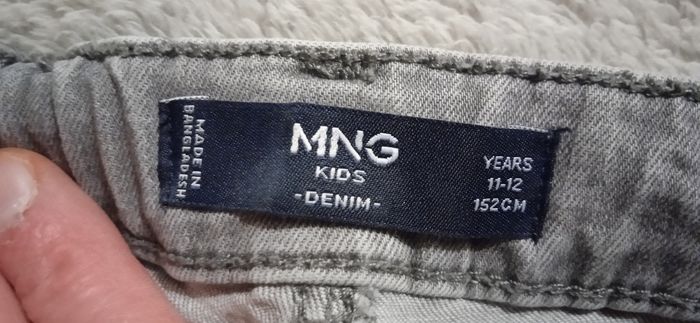 MADE IN
BANGLADESH
MNG
KIDS
-DENIM-
YEARS
11-12
152CM